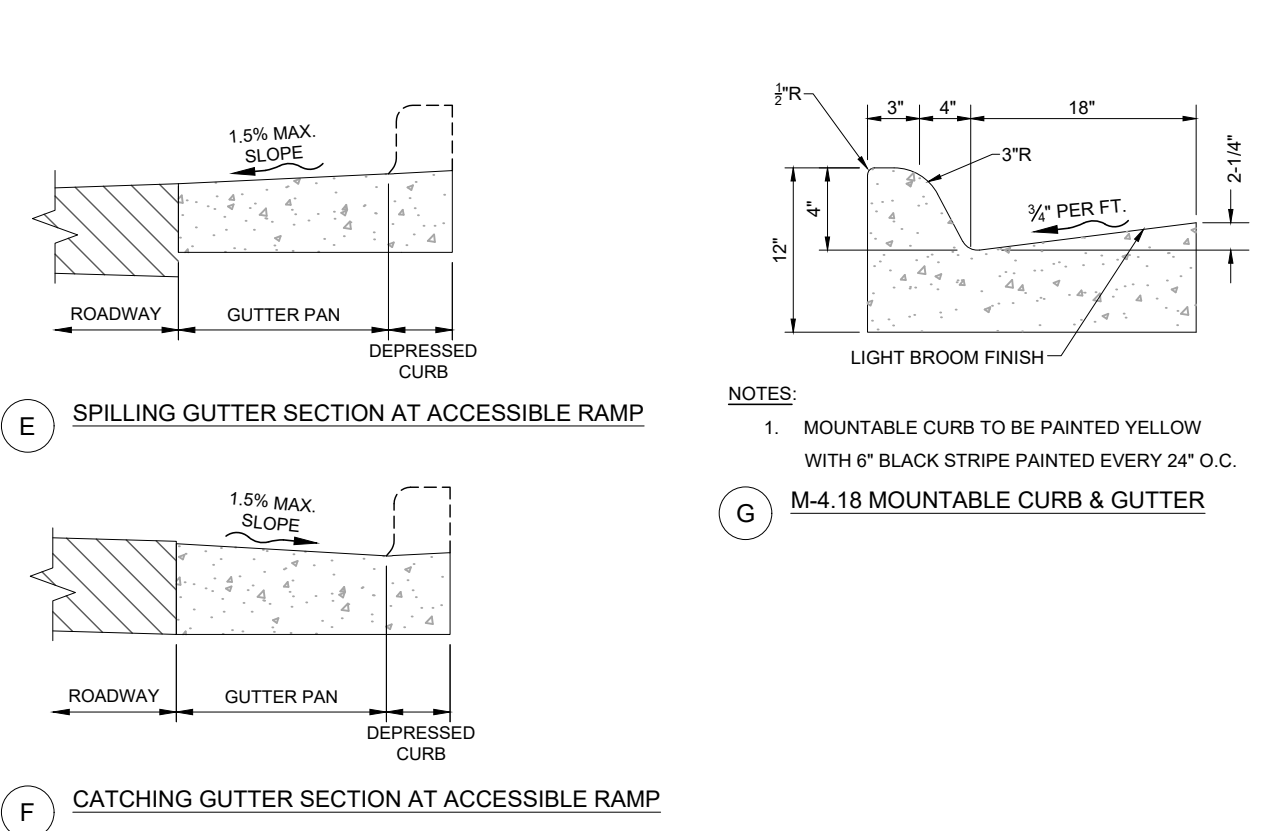 1.5% MAX.
SLOPE
ROADWAY
GUTTER PAN
DEPRESSED
CURB
E
SPILLING GUTTER SECTION AT ACCESSIBLE RAMP
1.5% MAX.
SLOPE
ROADWAY
GUTTER PAN
DEPRESSED
CURB
F
CATCHING GUTTER SECTION AT ACCESSIBLE RAMP
½"R
3"
4"
18"
3"R
2-1/4"
4"
12"
¾" PER FT.
LIGHT BROOM FINISH
NOTES:
1. MOUNTABLE CURB TO BE PAINTED YELLOW
WITH 6" BLACK STRIPE PAINTED EVERY 24" O.C.
G
M-4.18 MOUNTABLE CURB & GUTTER